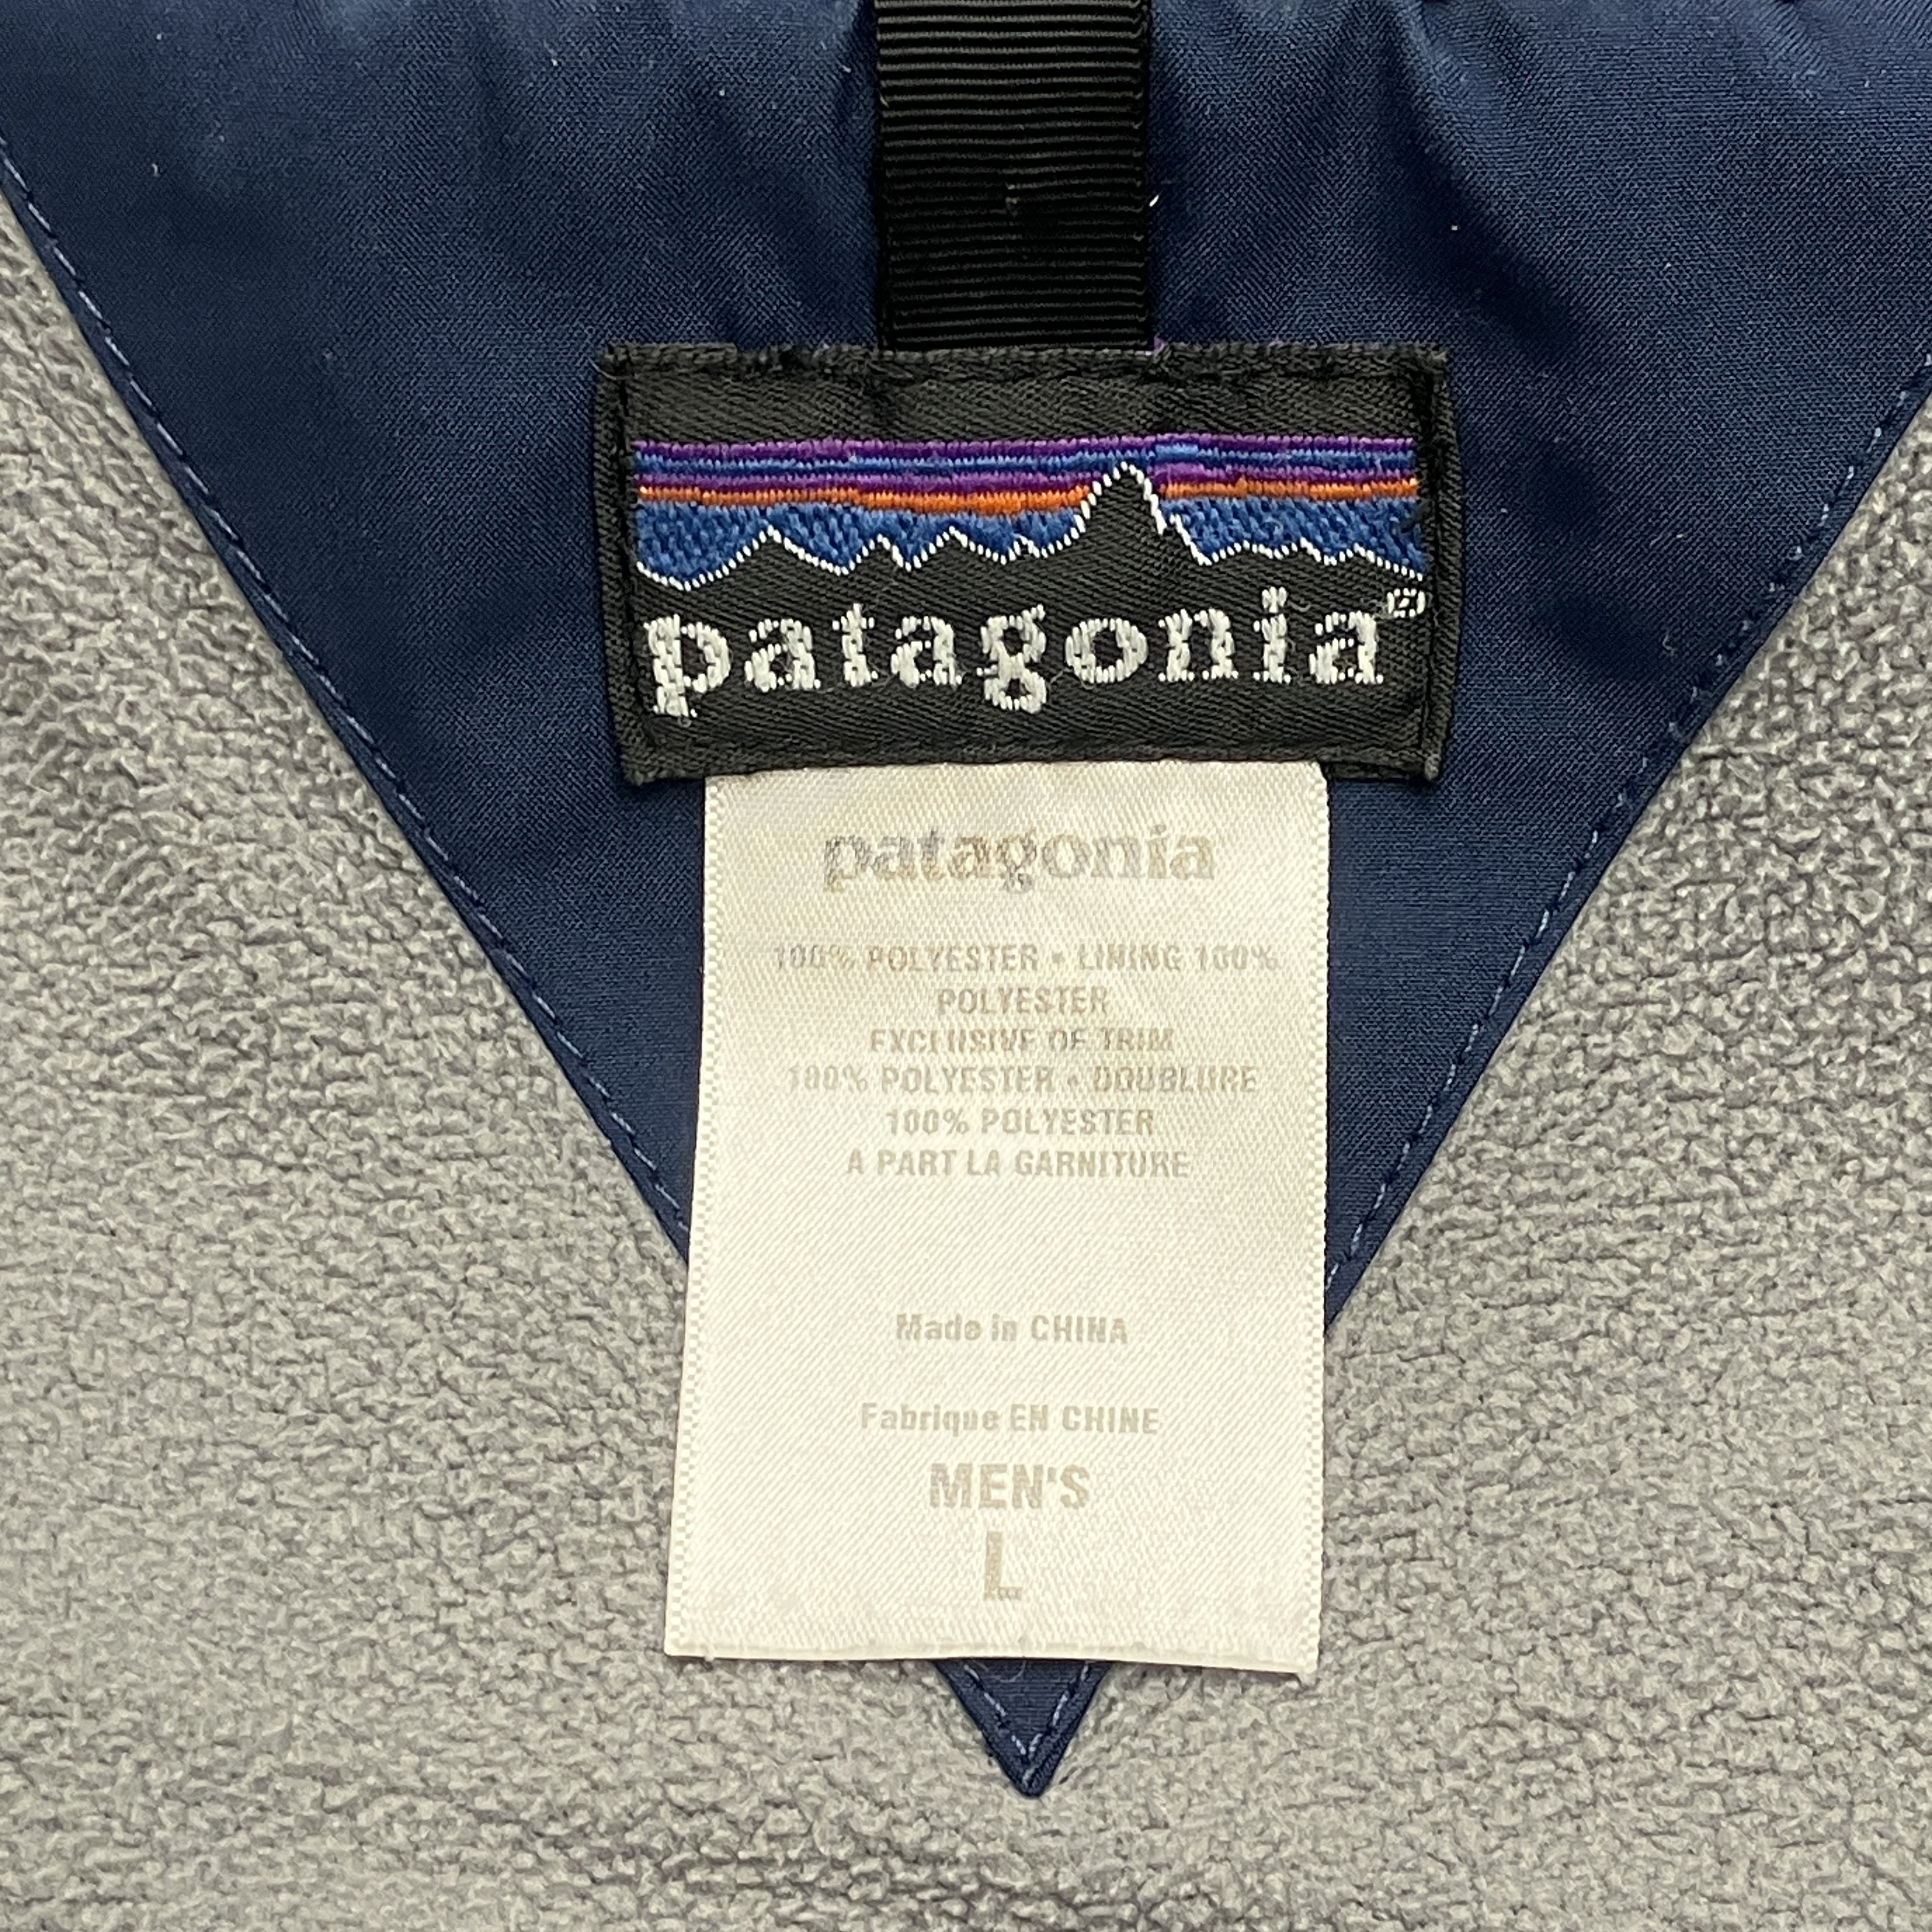 patagonia®
patagonia
100% POLYESTER • LINING 100%
POLYESTER
EXCLUSIVE OF TRIM
100% POLYESTER • DOUBLURE
100% POLYESTER
A PART LA GARNITURE
Made in CHINA
Fabrique EN CHINE
MEN'S
L